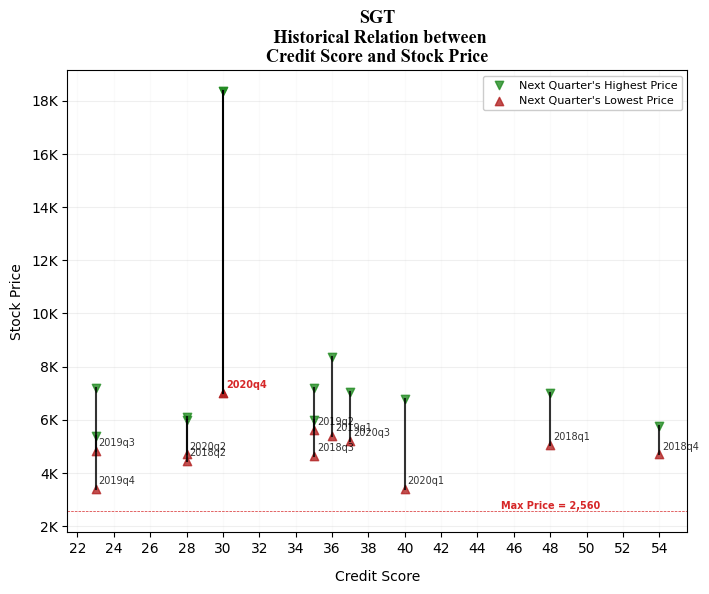 SGT
Historical Relation between
Credit Score and Stock Price
Next Quarter's Highest Price
Next Quarter's Lowest Price
18K
16K
14K
12K
10K
8K
6K
4K
2K
Stock Price
2020q4
2019q2
2019q1
2020q3
2018q3
2019q3
2020q2
2018q2
2018q1
2018q4
2019q4
2020q1
Max Price = 2,560
22 24 26 28 30 32 34 36 38 40 42 44 46 48 50 52 54
Credit Score